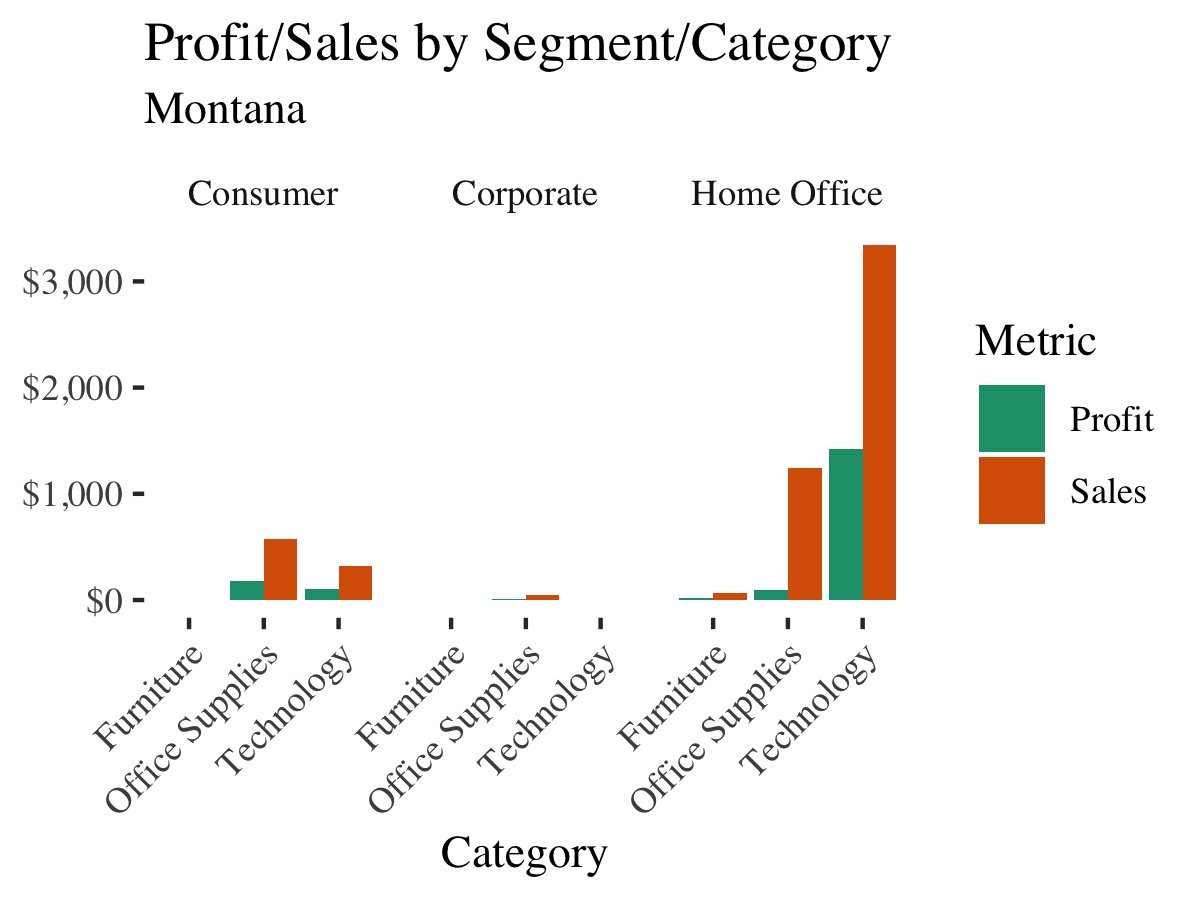 Profit/Sales by Segment/Category
Montana
Consumer
Corporate
Home Office
$3,000
$2,000
$1,000
$0
Furniture
Office Supplies
Technology
Furniture
Office Supplies
Technology
Furniture
Office Supplies
Technology
Category
Metric
Profit
Sales